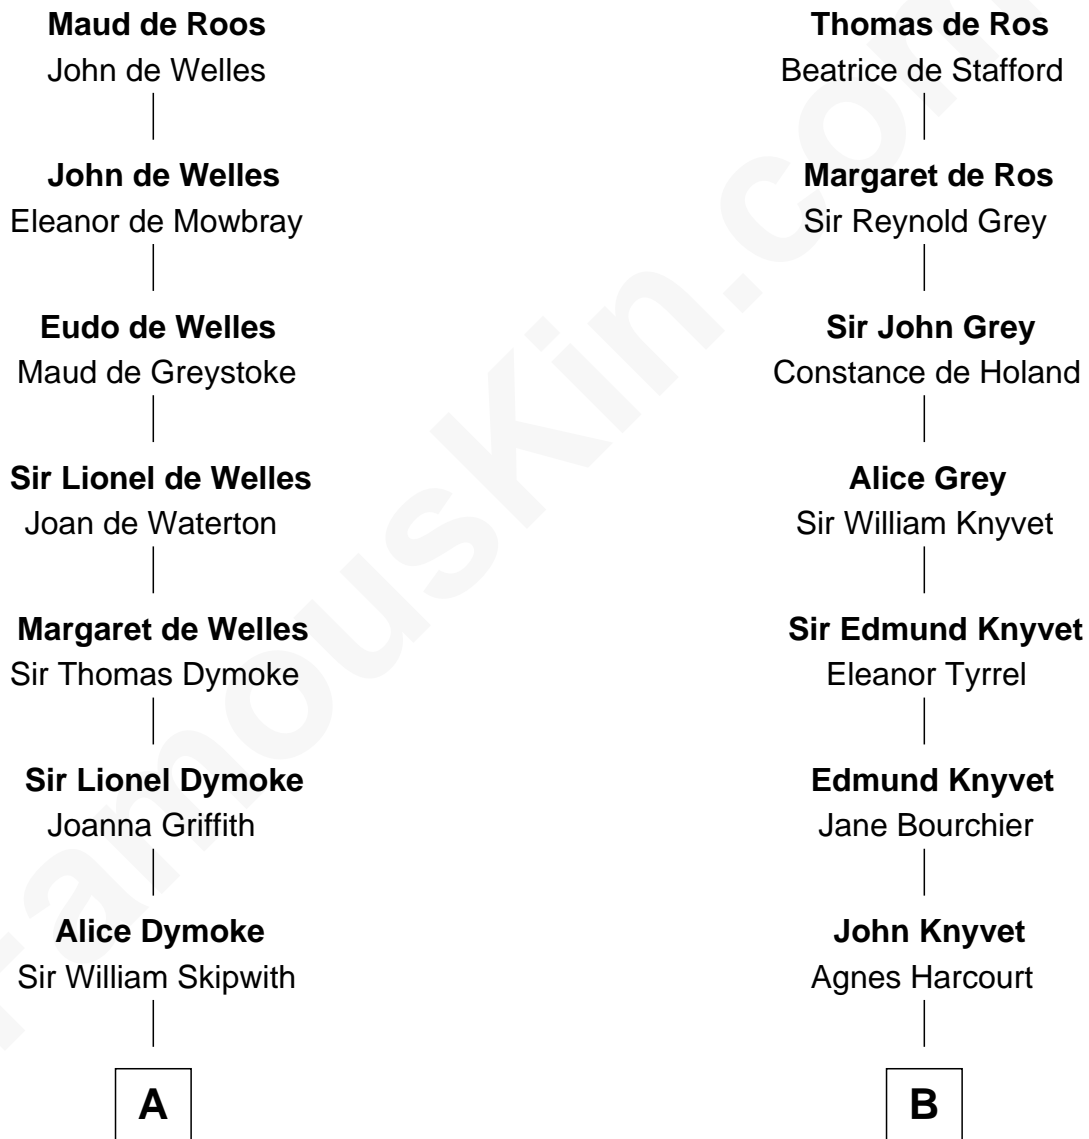 Maud de Roos
John de Welles
John de Welles
Eleanor de Mowbray
Eudo de Welles
Maud de Greystoke
Sir Lionel de Welles
Joan de Waterton
Margaret de Welles
Sir Thomas Dymoke
Sir Lionel Dymoke
Joanna Griffith
Alice Dymoke
Sir William Skipwith
A
Thomas de Ros
Beatrice de Stafford
Margaret de Ros
Sir Reynold Grey
Sir John Grey
Constance de Holand
Alice Grey
Sir William Knyvet
Sir Edmund Knyvet
Eleanor Tyrrel
Edmund Knyvet
Jane Bourchier
John Knyvet
Agnes Harcourt
B
FamousKin.com